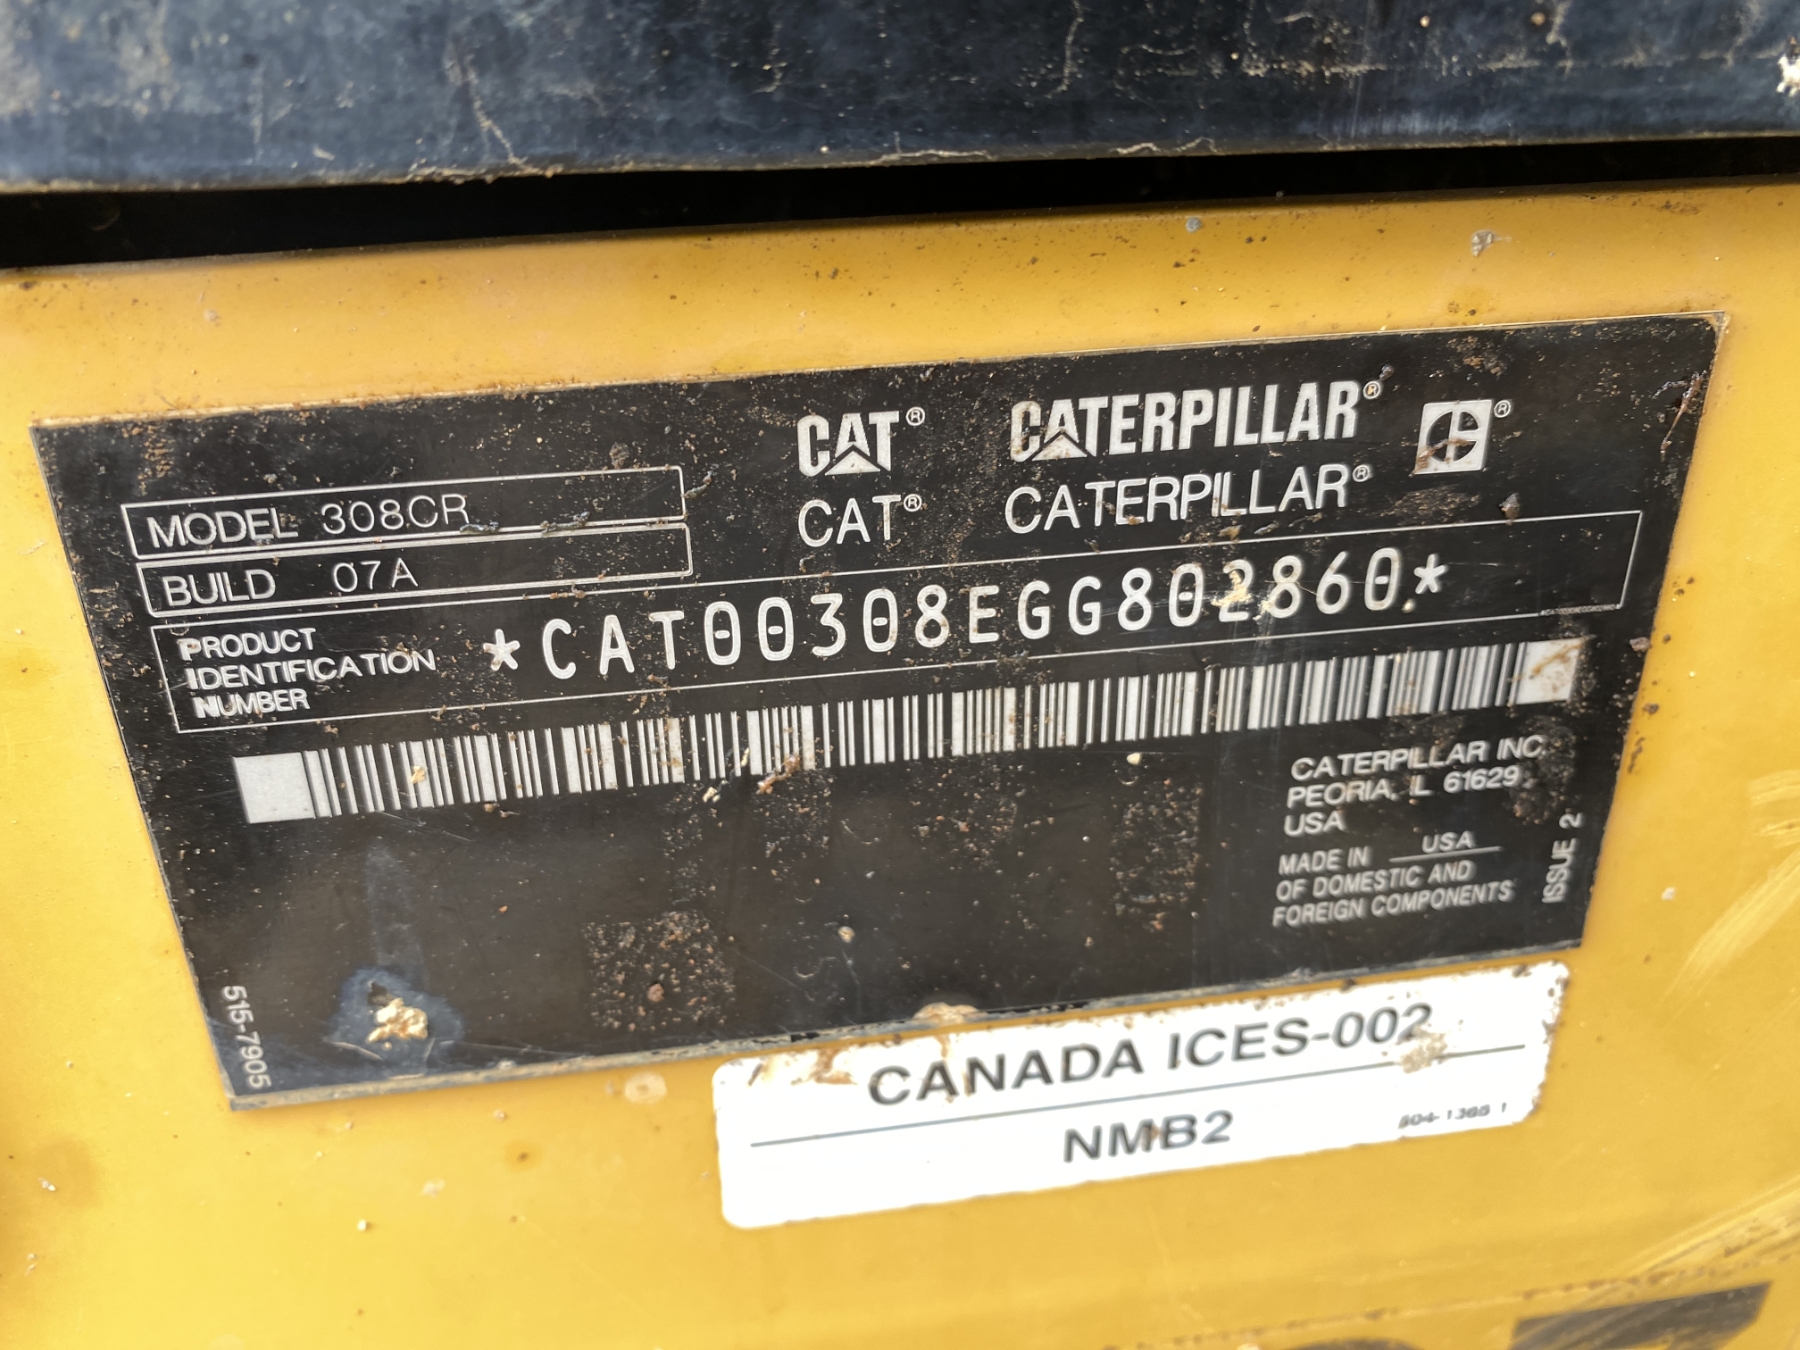 CAT® CATERPILLAR®
CAT® CATERPILLAR®
MODEL 308CR
BUILD 07A
PRODUCT
IDENTIFICATION
NUMBER
*CAT00308EGG802860*
CATERPILLAR INC.
PEORIA, IL 61629
USA
MADE IN USA
OF DOMESTIC AND
FOREIGN COMPONENTS
ISSUE 2
515-7905
CANADA ICES-002
NMB2